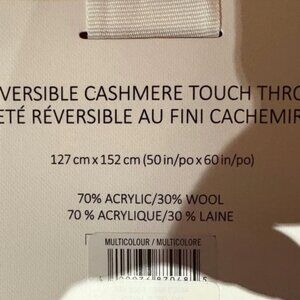 VERSIBLE CASHMERE TOUCH THRO
ETÉ RÉVERSIBLE AU FINI CACHEMIR
127 cm x 152 cm (50 in/po x 60 in/po)
70% ACRYLIC/30% WOOL
70 % ACRYLIQUE/30 % LAINE
MULTICOLOUR / MULTICOLORE